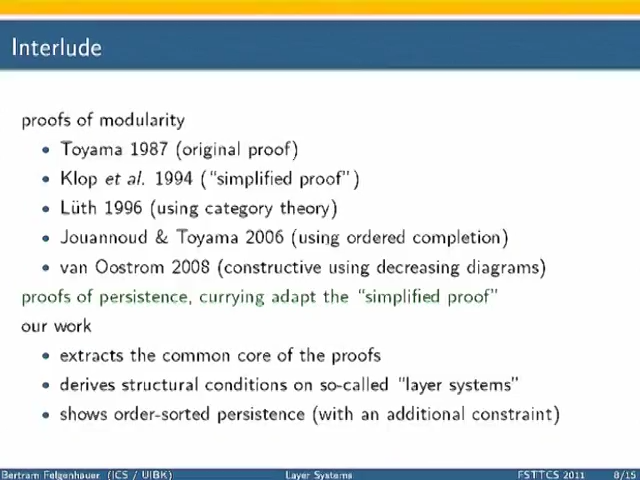 Interlude
proofs of modularity
• Toyama 1987 (original proof)
• Klop et al. 1994 ("simplified proof")
• Lüth 1996 (using category theory)
• Jouannoud & Toyama 2006 (using ordered completion)
• van Oostrom 2008 (constructive using decreasing diagrams)
proofs of persistence, currying adapt the "simplified proof"
our work
• extracts the common core of the proofs
• derives structural conditions on so-called "layer systems"
• shows order-sorted persistence (with an additional constraint)
Bertram Felgenhauer (ICS / UIBK) Layer Systems FSTTCS 2011 8/15